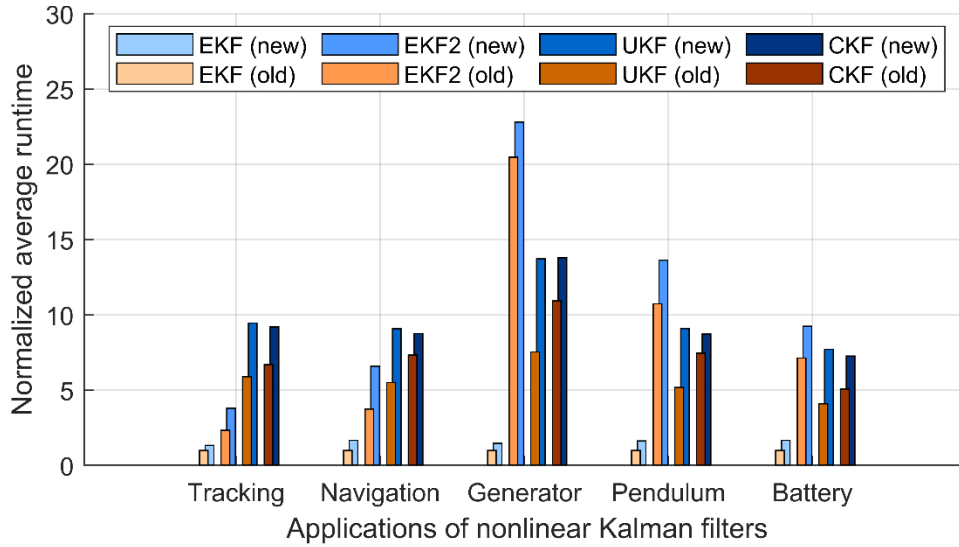 30
25
20
15
10
5
0
Normalized average runtime
EKF (new) EKF2 (new) UKF (new) CKF (new)
EKF (old) EKF2 (old) UKF (old) CKF (old)
Tracking Navigation Generator Pendulum Battery
Applications of nonlinear Kalman filters